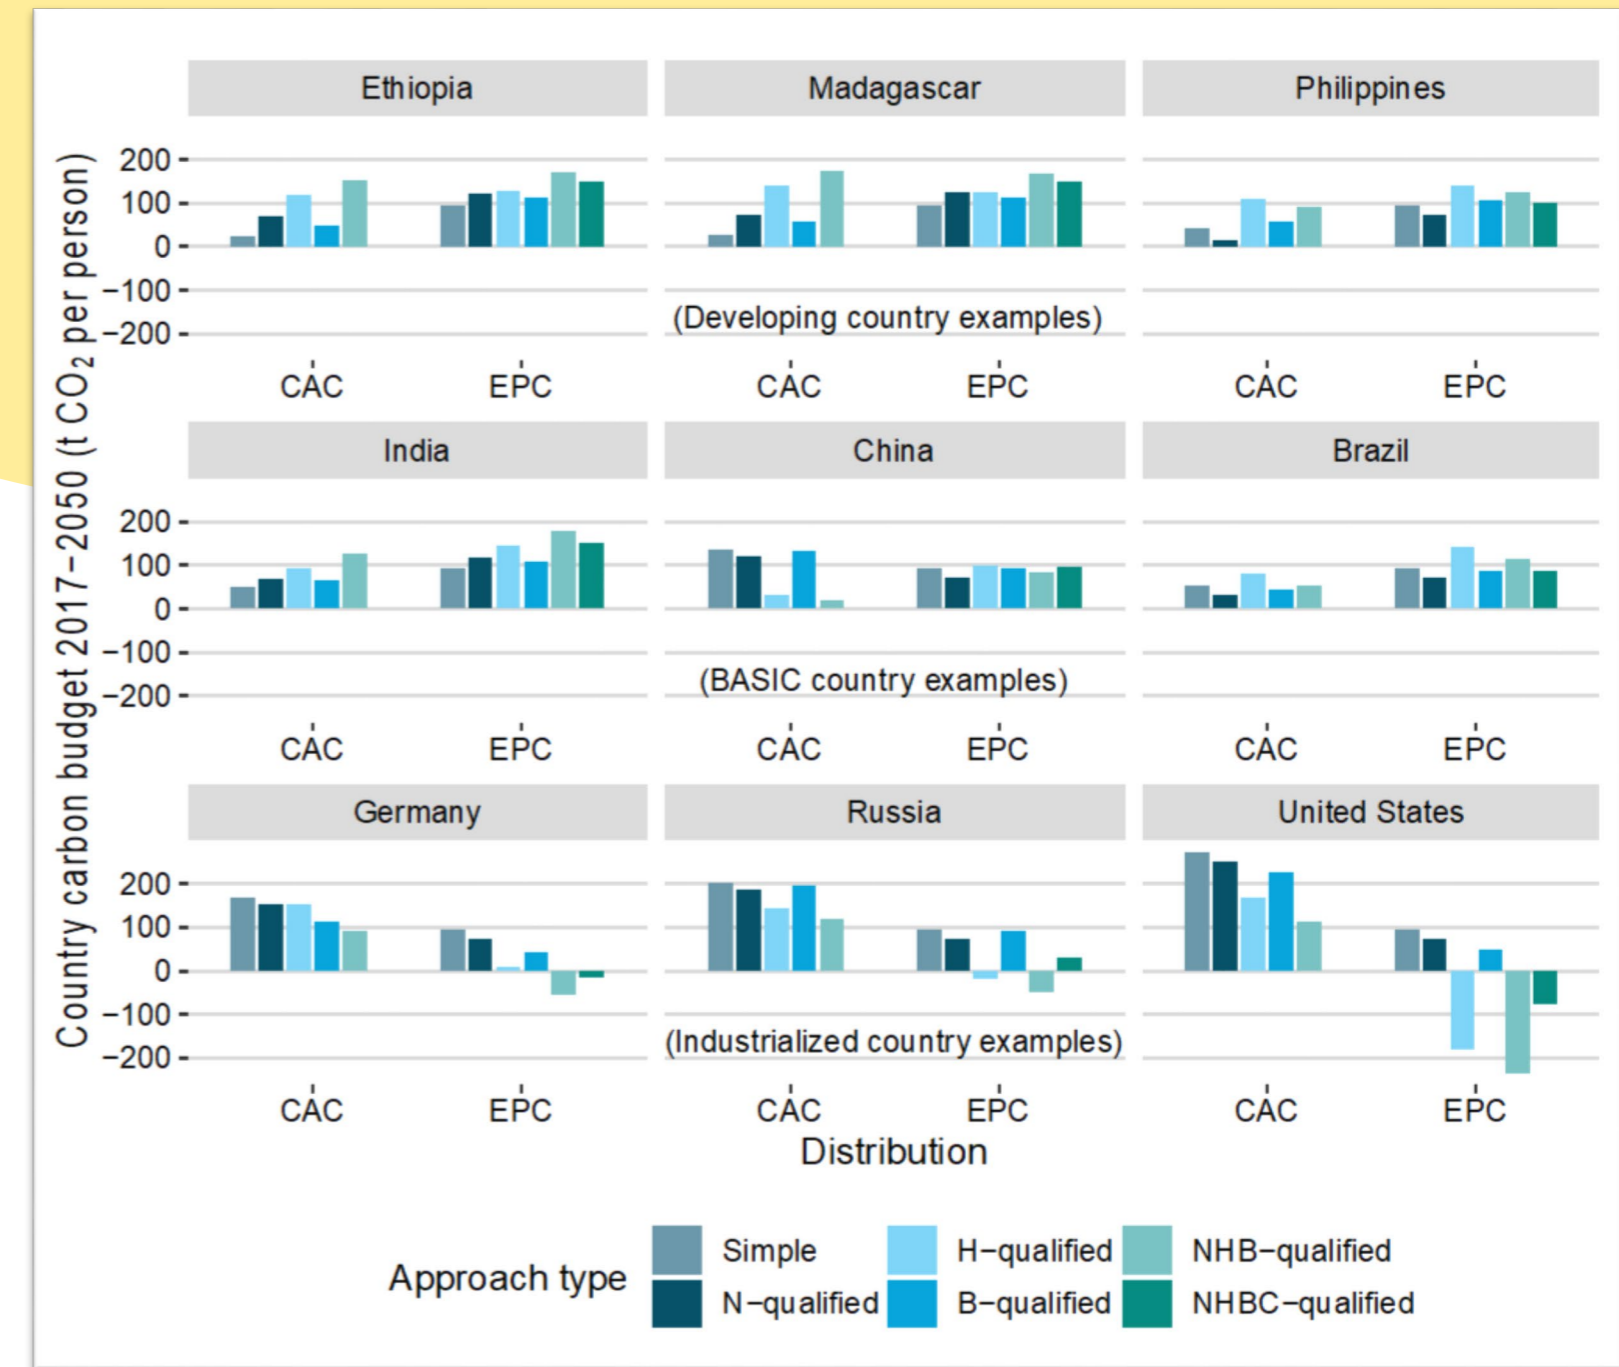 Country carbon budget 2017−2050 (t CO₂ per person)
Ethiopia
Madagascar
Philippines
200
100
0
−100
−200
(Developing country examples)
CAC
EPC
CAC
EPC
CAC
EPC
India
China
Brazil
200
100
0
−100
−200
(BASIC country examples)
CAC
EPC
CAC
EPC
CAC
EPC
Germany
Russia
United States
200
100
0
−100
−200
(Industrialized country examples)
CAC
EPC
CAC
EPC
CAC
EPC
Distribution
Approach type
Simple
H−qualified
NHB−qualified
N−qualified
B−qualified
NHBC−qualified